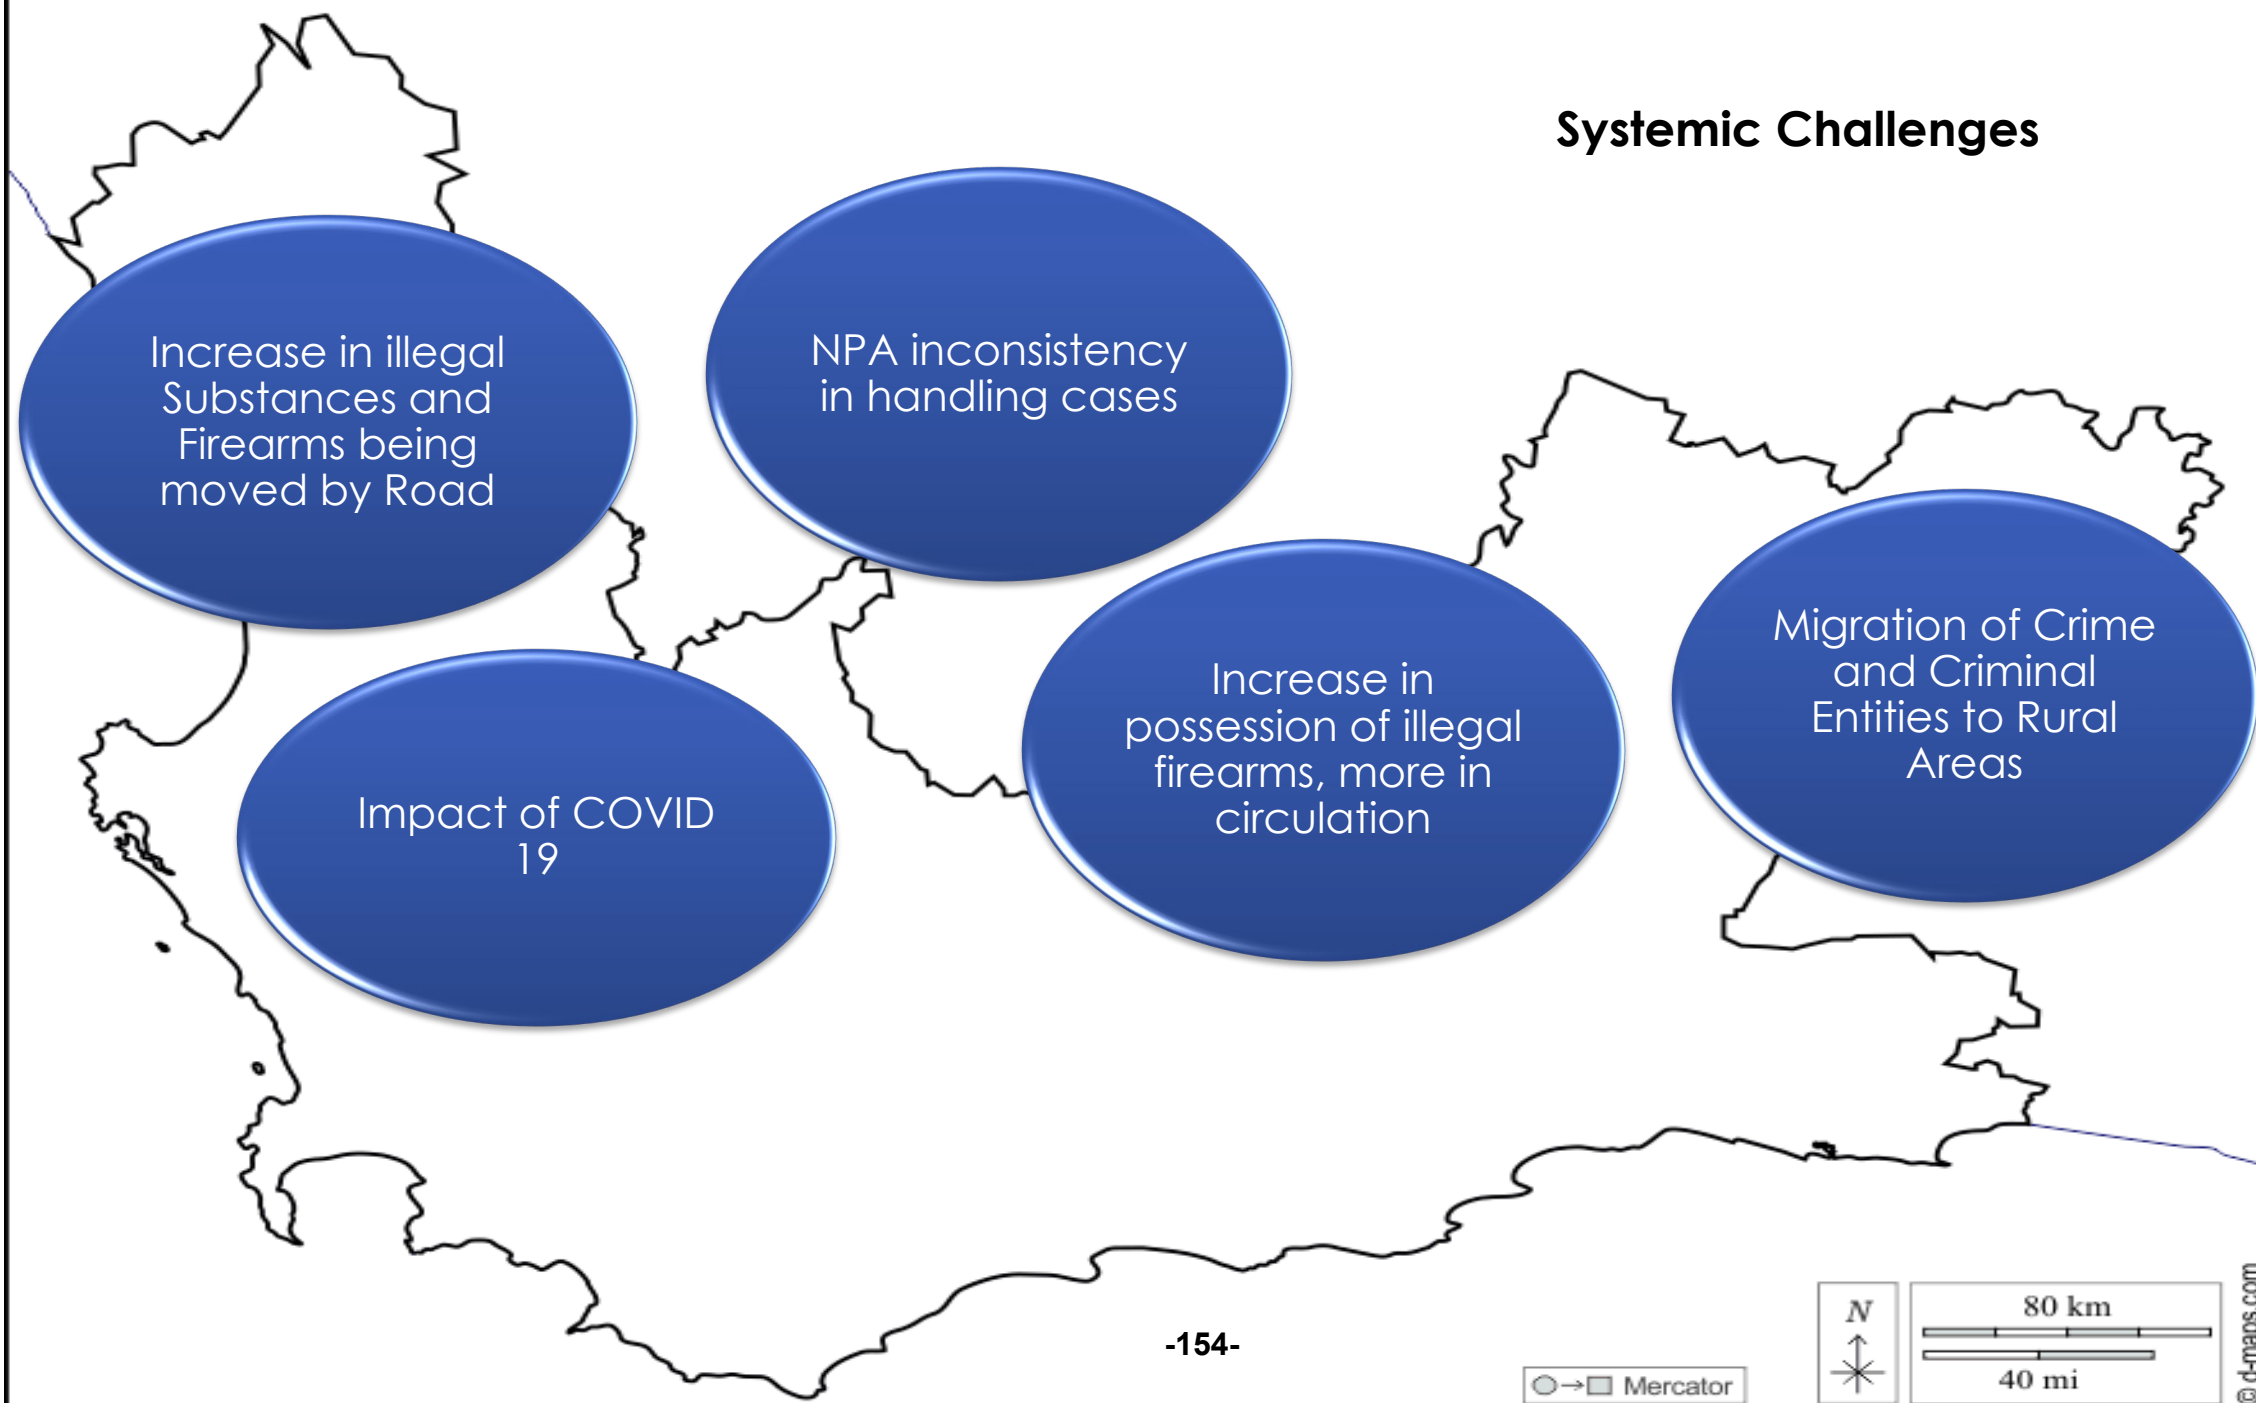 Systemic Challenges
Increase in illegal
Substances and
Firearms being
moved by Road
NPA inconsistency
in handling cases
Impact of COVID
19
Increase in
possession of illegal
firearms, more in
circulation
Migration of Crime
and Criminal
Entities to Rural
Areas
-154-
Mercator
N
80 km
40 mi
© d-maps.com